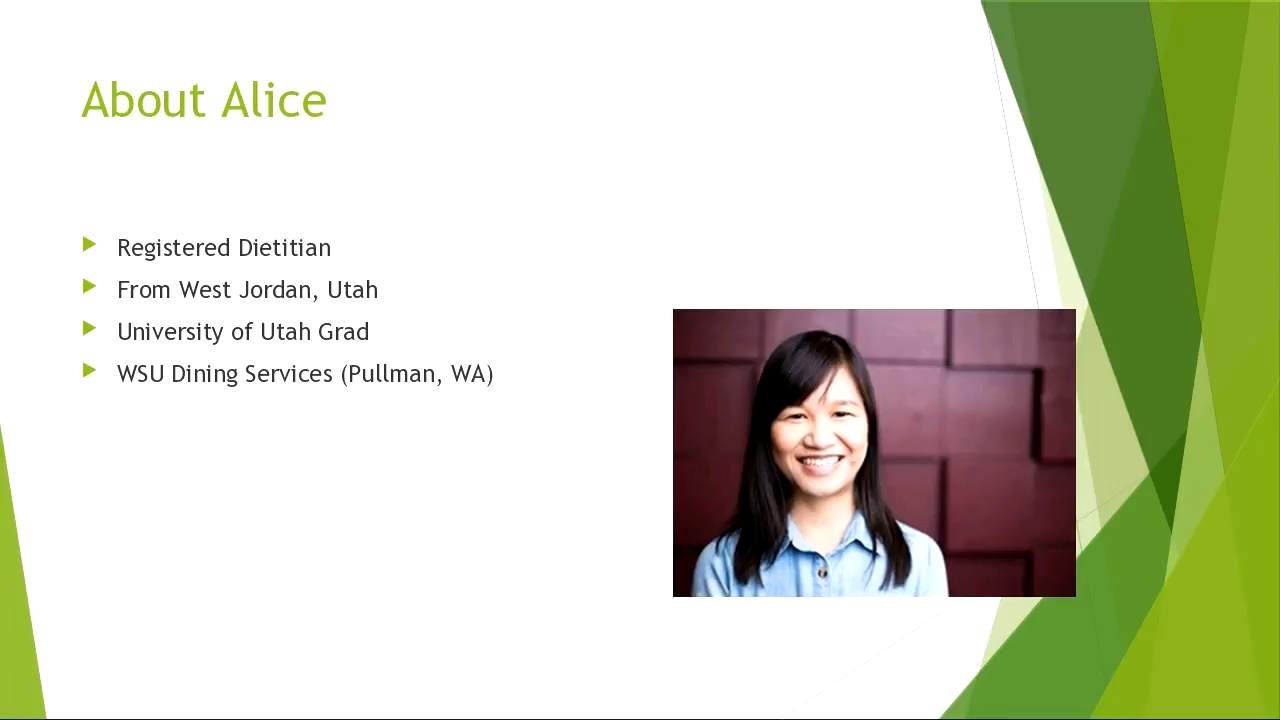 About Alice
Registered Dietitian
From West Jordan, Utah
University of Utah Grad
WSU Dining Services (Pullman, WA)